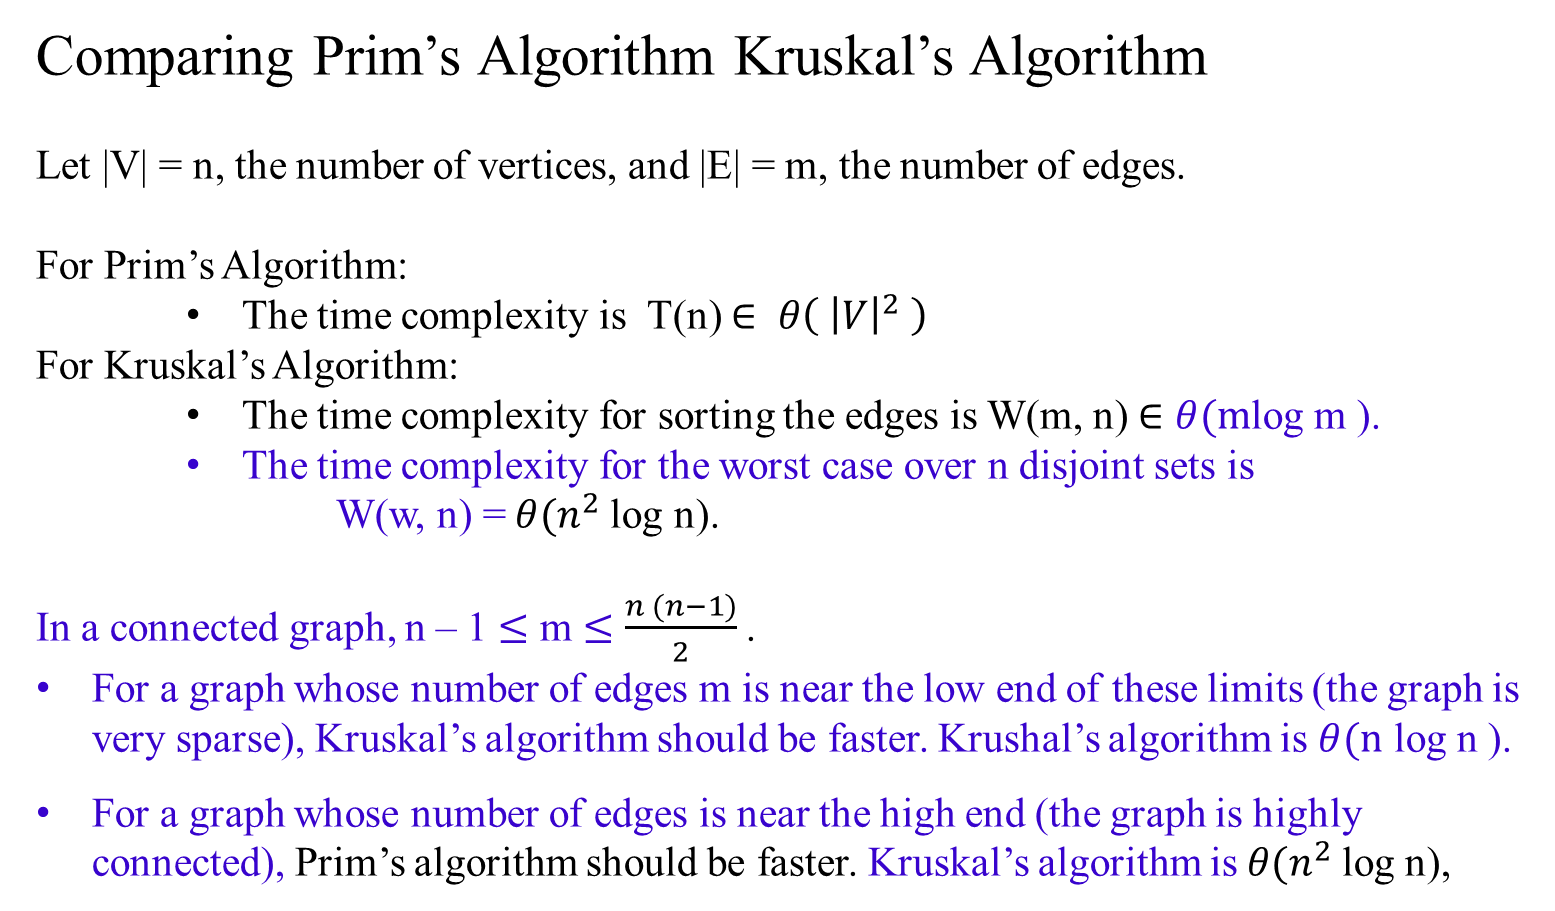 Comparing Prim’s Algorithm Kruskal’s Algorithm
Let |V| = n, the number of vertices, and |E| = m, the number of edges.
For Prim’s Algorithm:
• The time complexity is T(n) ∈ θ( |V|² )
For Kruskal’s Algorithm:
• The time complexity for sorting the edges is W(m, n) ∈ θ(mlog m ).
• The time complexity for the worst case over n disjoint sets is
W(w, n) = θ(n² log n).
In a connected graph, n – 1 ≤ m ≤ n (n−1) / 2 .
• For a graph whose number of edges m is near the low end of these limits (the graph is
very sparse), Kruskal’s algorithm should be faster. Krushal’s algorithm is θ(n log n ).
• For a graph whose number of edges is near the high end (the graph is highly
connected), Prim’s algorithm should be faster. Kruskal’s algorithm is θ(n² log n),